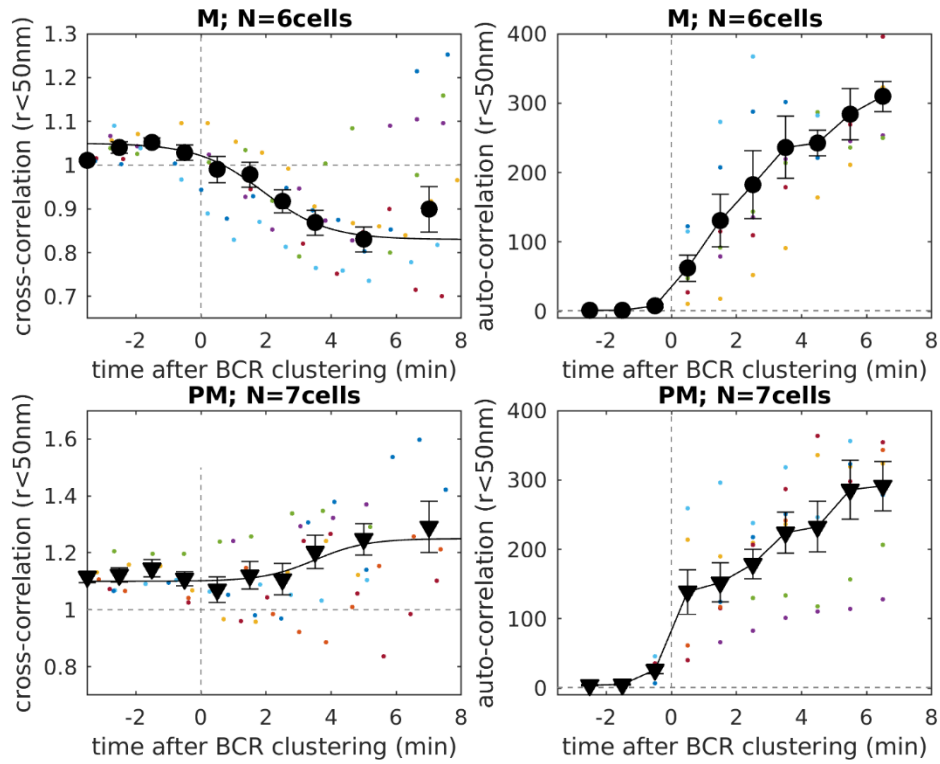 M; N=6cells
cross-correlation (r<50nm)
1.3
1.2
1.1
1
0.9
0.8
0.7
-2 0 2 4 6 8
time after BCR clustering (min)
M; N=6cells
auto-correlation (r<50nm)
400
300
200
100
0
-2 0 2 4 6 8
time after BCR clustering (min)
PM; N=7cells
cross-correlation (r<50nm)
1.6
1.4
1.2
1
0.8
-2 0 2 4 6 8
time after BCR clustering (min)
PM; N=7cells
auto-correlation (r<50nm)
400
300
200
100
0
-2 0 2 4 6 8
time after BCR clustering (min)